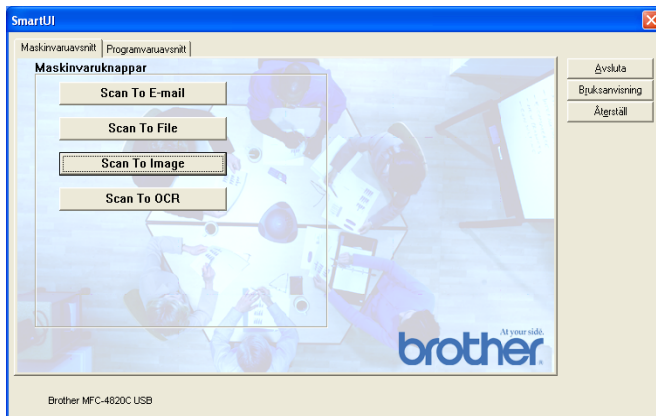 SmartUI
Maskinvaruavsnitt
Programvaruavsnitt
Maskinvaruknappar
Scan To E-mail
Scan To File
Scan To Image
Scan To OCR
Avsluta
Bruksanvisning
Återställ
At your side.
brother
Brother MFC-4820C USB